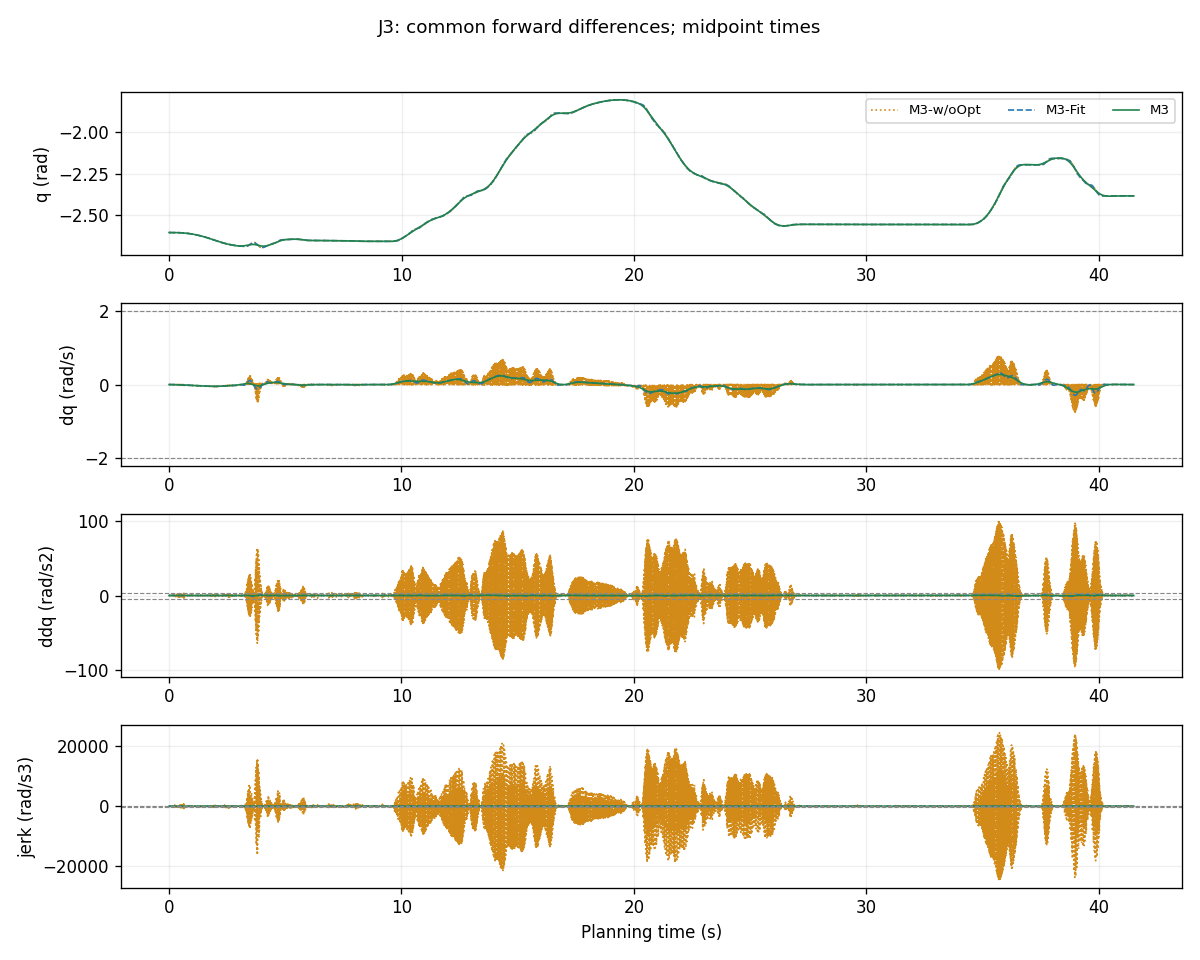 J3: common forward differences; midpoint times
M3-w/oOpt M3-Fit M3
q (rad)
−2.00
−2.25
−2.50
0 10 20 30 40
dq (rad/s)
2
0
−2
0 10 20 30 40
ddq (rad/s2)
100
0
−100
0 10 20 30 40
jerk (rad/s3)
20000
0
−20000
0 10 20 30 40
Planning time (s)